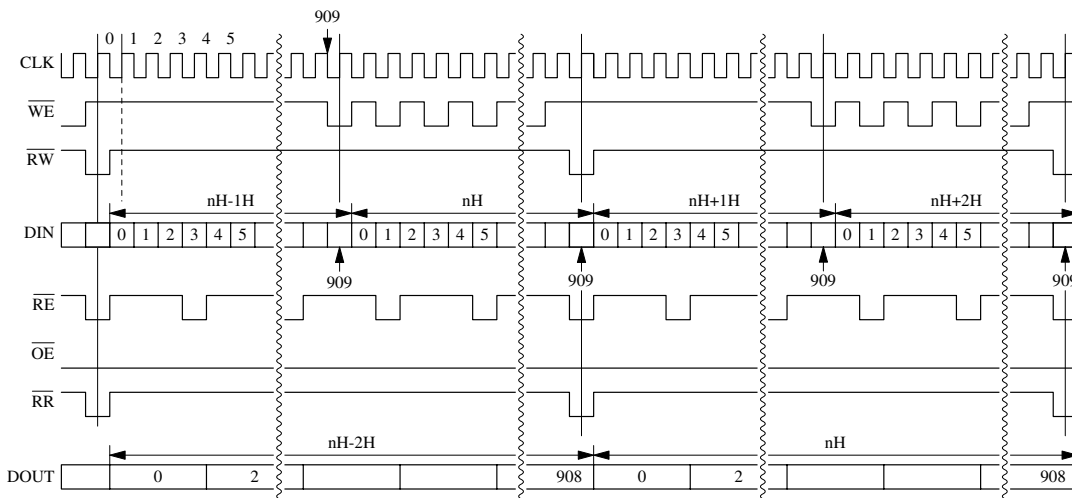 909
0 1 2 3 4 5
CLK
WE
RW
nH-1H nH nH+1H nH+2H
DIN 0 1 2 3 4 5 0 1 2 3 4 5 0 1 2 3 4 5 0 1 2 3 4 5
909 909 909 909
RE
OE
RR
nH-2H nH
DOUT 0 2 908 0 2 908